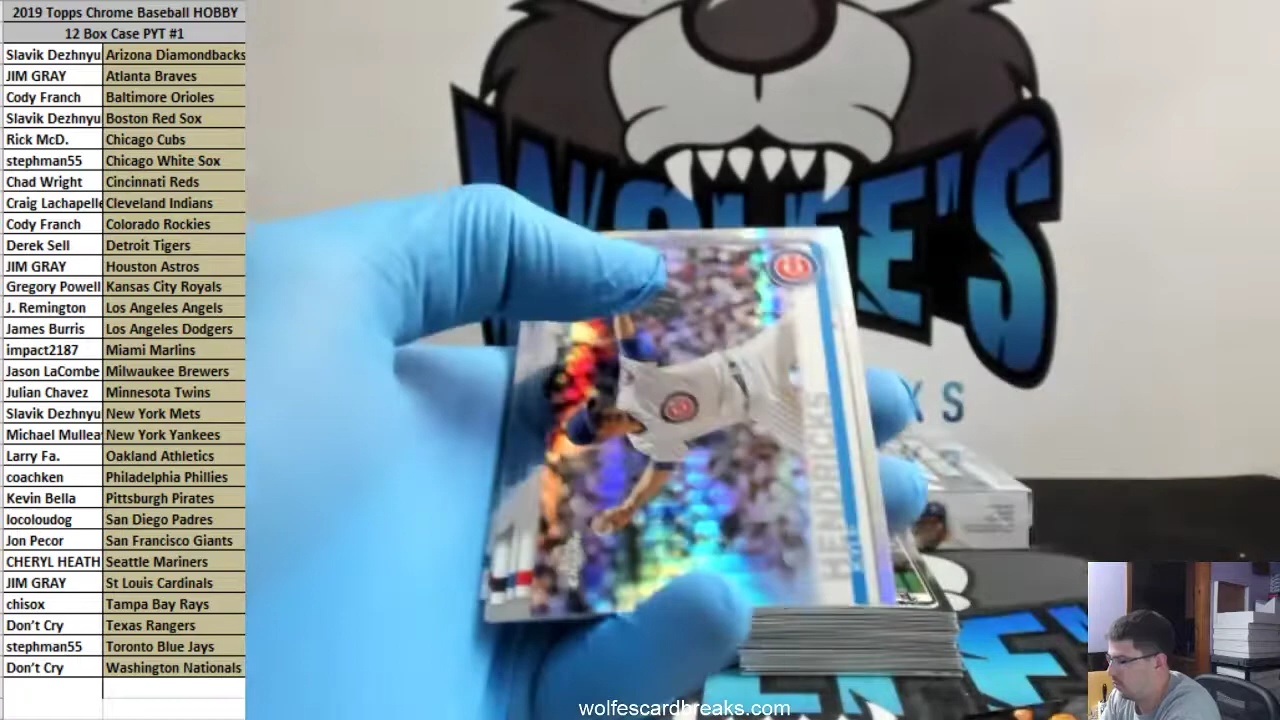 2019 Topps Chrome Baseball HOBBY
12 Box Case PYT #1
Slavik Dezhnyu Arizona Diamondbacks
JIM GRAY Atlanta Braves
Cody Franch Baltimore Orioles
Slavik Dezhnyu Boston Red Sox
Rick McD. Chicago Cubs
stephman55 Chicago White Sox
Chad Wright Cincinnati Reds
Craig Lachapelle Cleveland Indians
Cody Franch Colorado Rockies
Derek Sell Detroit Tigers
JIM GRAY Houston Astros
Gregory Powell Kansas City Royals
J. Remington Los Angeles Angels
James Burris Los Angeles Dodgers
impact2187 Miami Marlins
Jason LaCombe Milwaukee Brewers
Julian Chavez Minnesota Twins
Slavik Dezhnyu New York Mets
Michael Mullea New York Yankees
Larry Fa. Oakland Athletics
coachken Philadelphia Phillies
Kevin Bella Pittsburgh Pirates
locoloudog San Diego Padres
Jon Pecor San Francisco Giants
CHERYL HEATH Seattle Mariners
JIM GRAY St Louis Cardinals
chisox Tampa Bay Rays
Don't Cry Texas Rangers
stephman55 Toronto Blue Jays
Don't Cry Washington Nationals
WOLFE'S
KS
KYLE
HENDRICKS
wolfescardbreaks.com